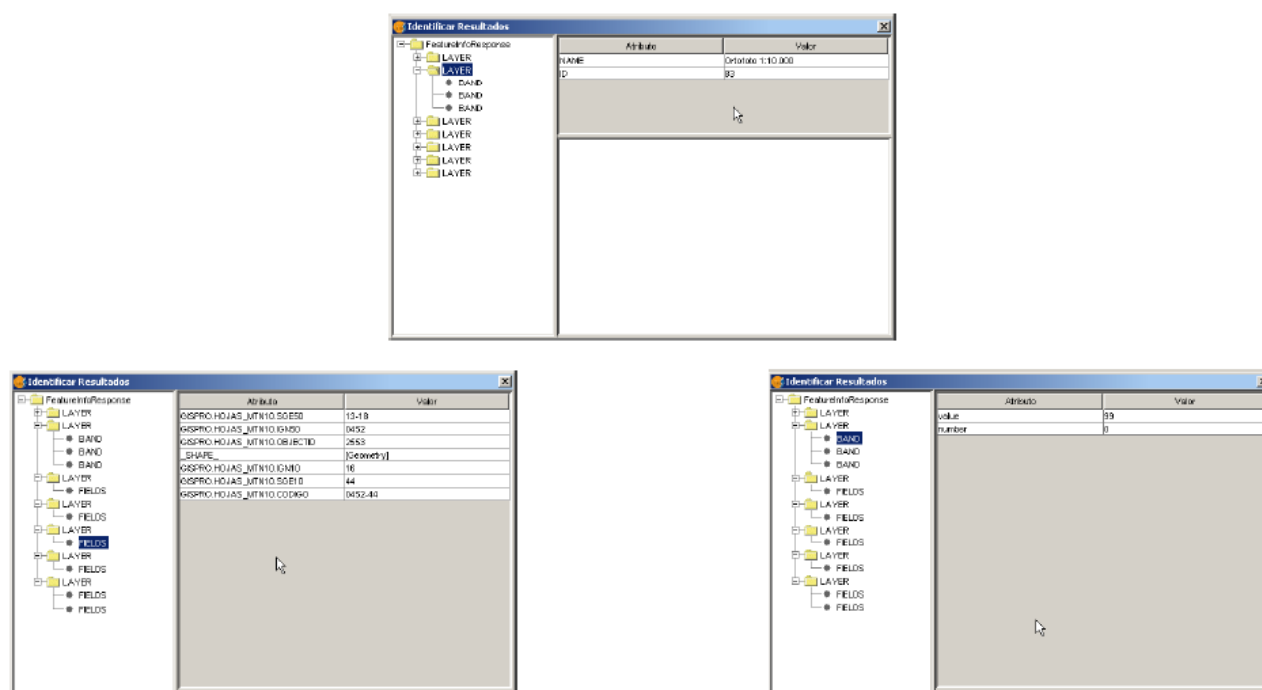 Identificar Resultados
FeatureInfoResponse
LAYER
LAYER
BAND
BAND
BAND
LAYER
LAYER
LAYER
LAYER
LAYER
Atributo Valor
NAME Ortofoto 1:10.000
ID 93
Identificar Resultados
FeatureInfoResponse
LAYER
LAYER
BAND
BAND
BAND
LAYER
FIELDS
LAYER
FIELDS
LAYER
FIELDS
LAYER
FIELDS
LAYER
FIELDS
FIELDS
Atributo Valor
GISPRO.HOJAS_MTN10.SGE50 13-18
GISPRO.HOJAS_MTN10.IGN50 0452
GISPRO.HOJAS_MTN10.OBJECTID 2553
_SHAPE_ [Geometry]
GISPRO.HOJAS_MTN10.IGN10 16
GISPRO.HOJAS_MTN10.SGE10 44
GISPRO.HOJAS_MTN10.CODIGO 0452-44
Identificar Resultados
FeatureInfoResponse
LAYER
LAYER
BAND
BAND
BAND
LAYER
FIELDS
LAYER
FIELDS
LAYER
FIELDS
LAYER
FIELDS
LAYER
FIELDS
FIELDS
Atributo Valor
value 99
number 0